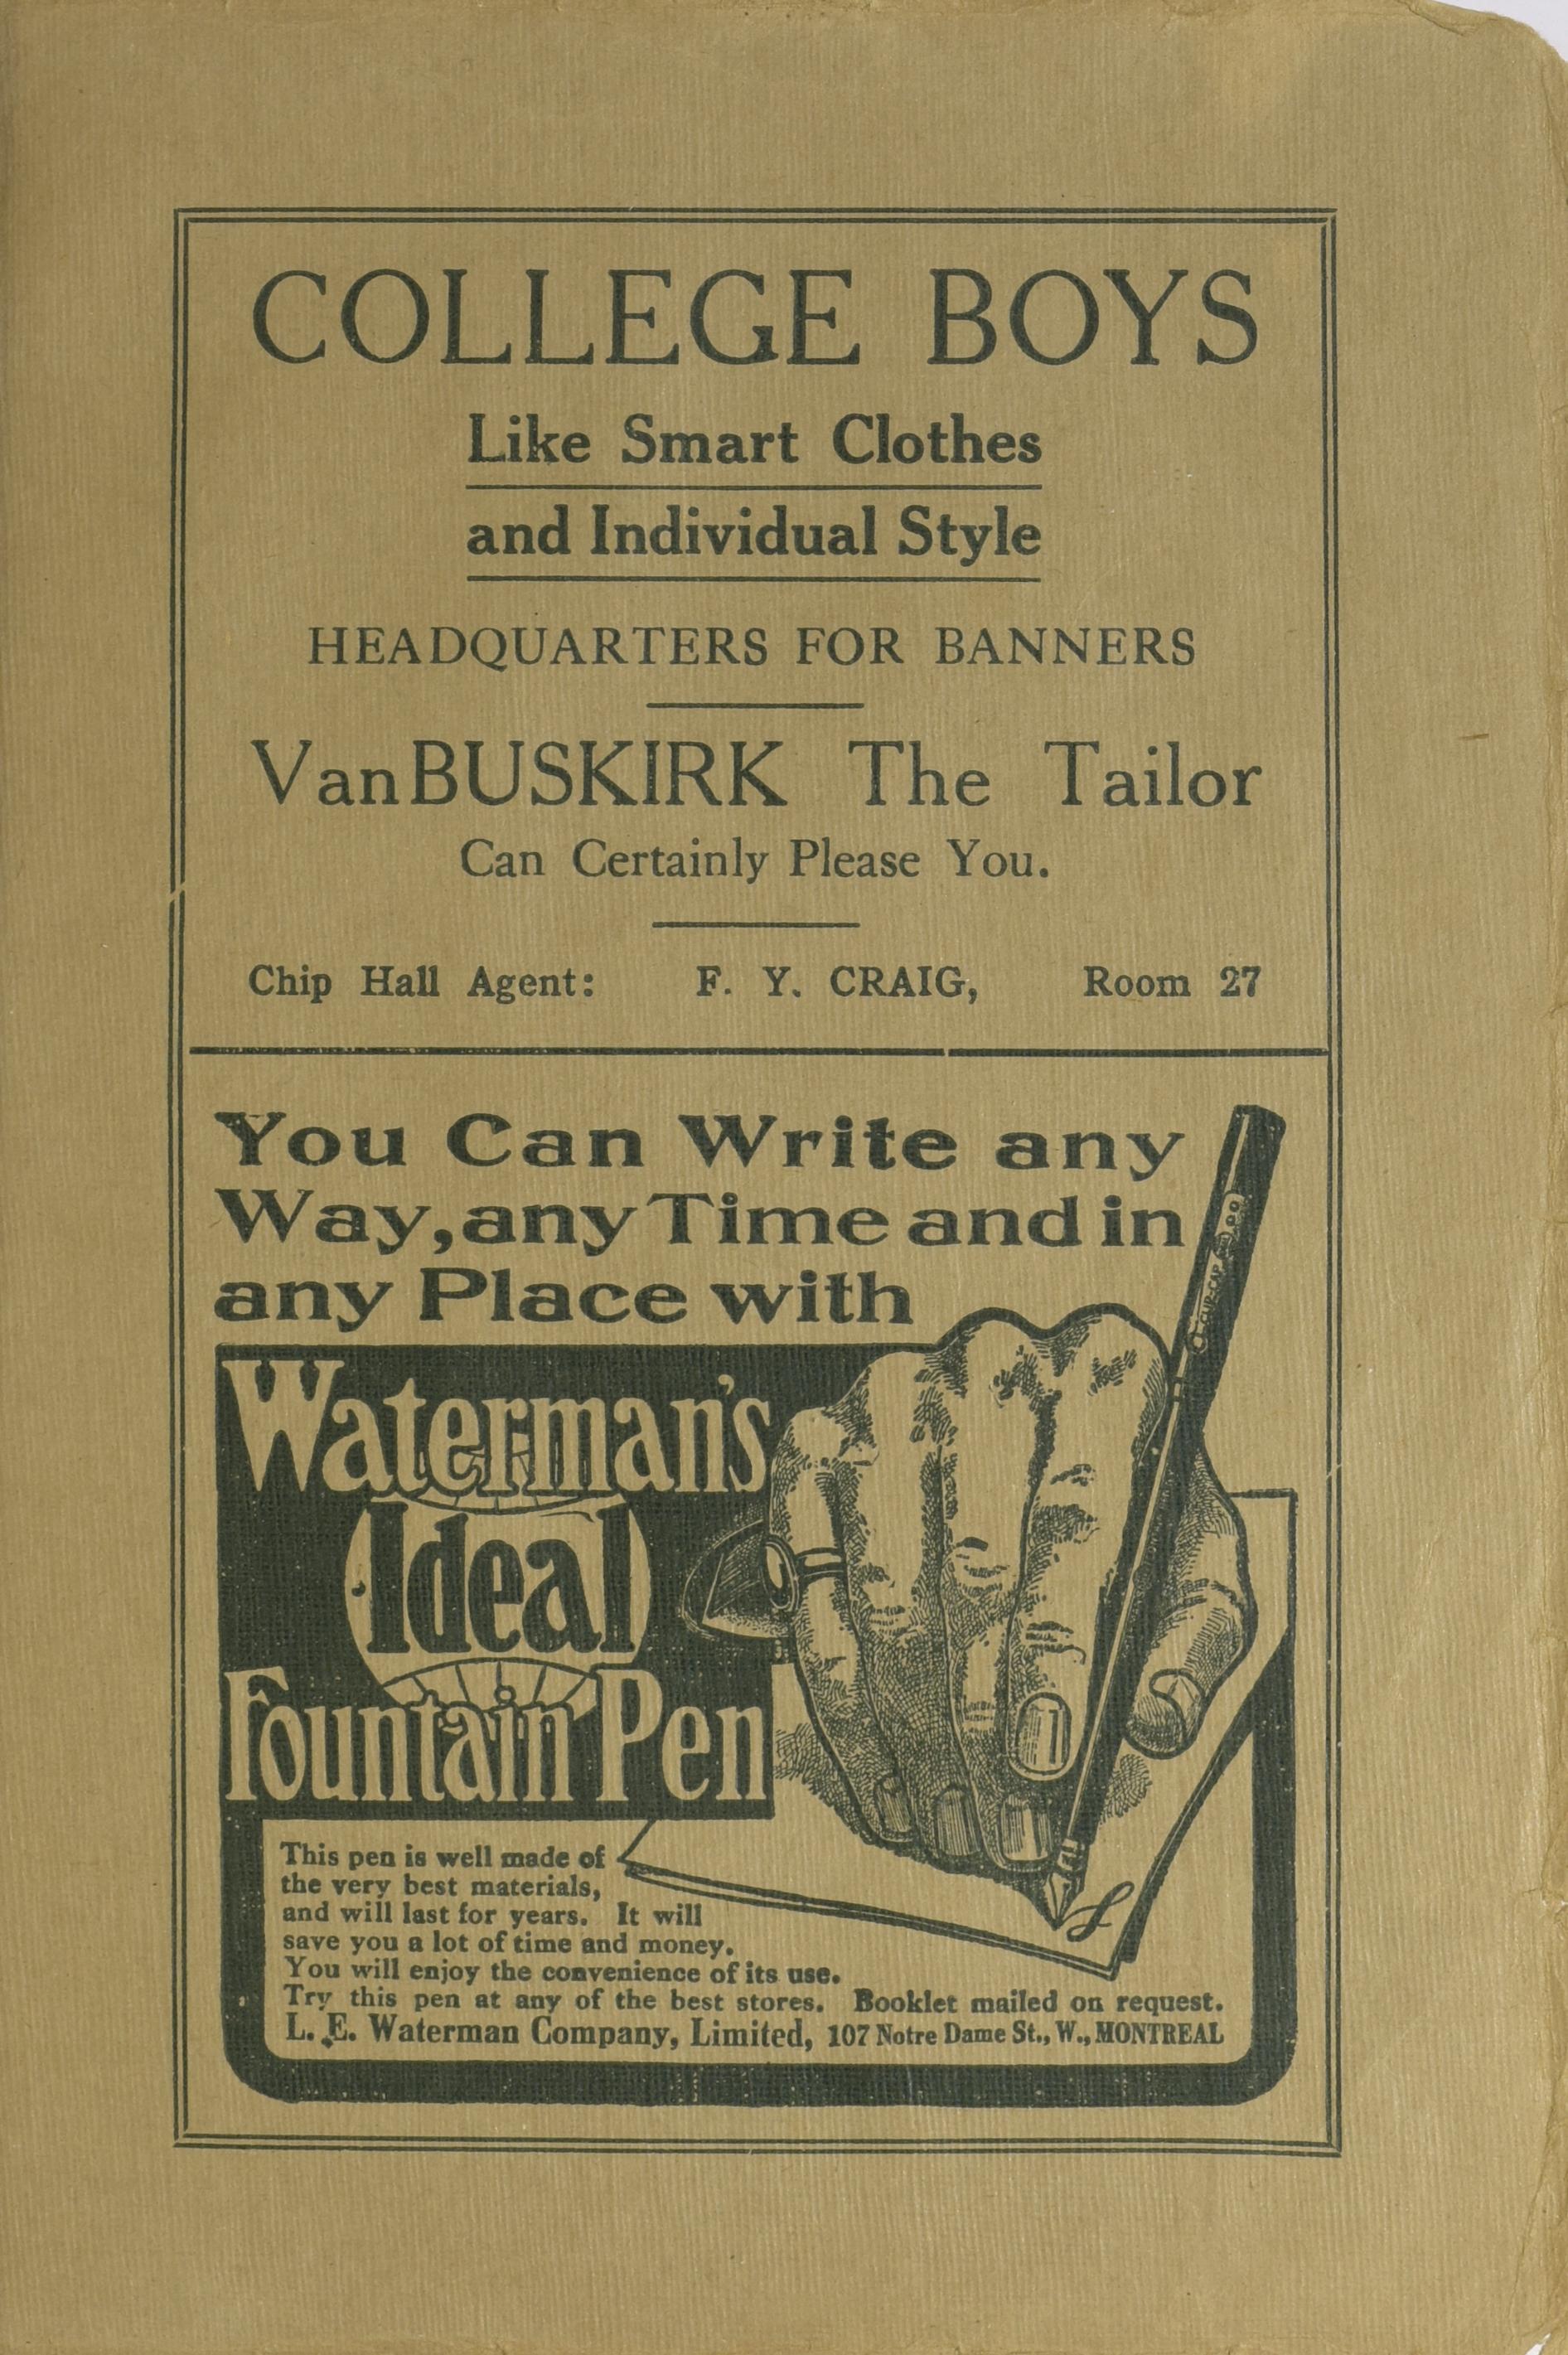 COLLEGE BOYS
Like Smart Clothes
and Individual Style
HEADQUARTERS FOR BANNERS
VanBUSKIRK The Tailor
Can Certainly Please You.
Chip Hall Agent: F. Y. CRAIG, Room 27
You Can Write any
Way, any Time and in
any Place with
Waterman's
Ideal
Fountain Pen
CLIP-CAP
This pen is well made of
the very best materials,
and will last for years. It will
save you a lot of time and money.
You will enjoy the convenience of its use.
Try this pen at any of the best stores. Booklet mailed on request.
L. E. Waterman Company, Limited, 107 Notre Dame St., W., MONTREAL